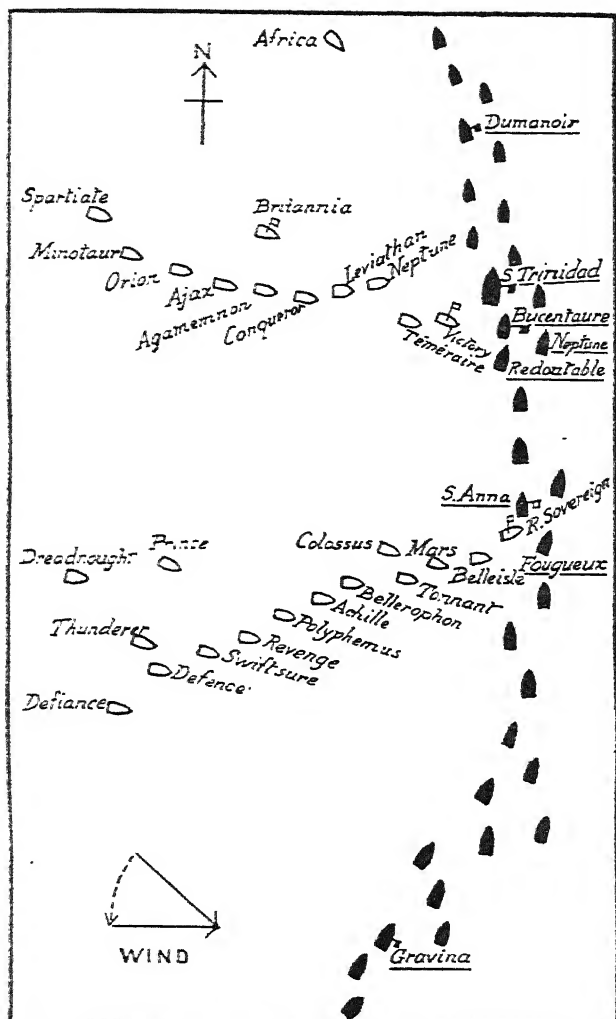 Africa
N
Dumanoir
Spartiate
Britannia
Minotaur
Orion
Leviathan
Neptune
Ajax
Agamemnon
Conqueror
S. Trinidad
Bucentaure
Victory
Téméraire
Neptune
Redoutable
S. Anna
R. Sovereign
Colossus
Mars
Belleisle
Fougueux
Prince
Dreadnought
Tonnant
Bellerophon
Achille
Polyphemus
Thunderer
Revenge
Swiftsure
Defence
Defiance
WIND
Gravina